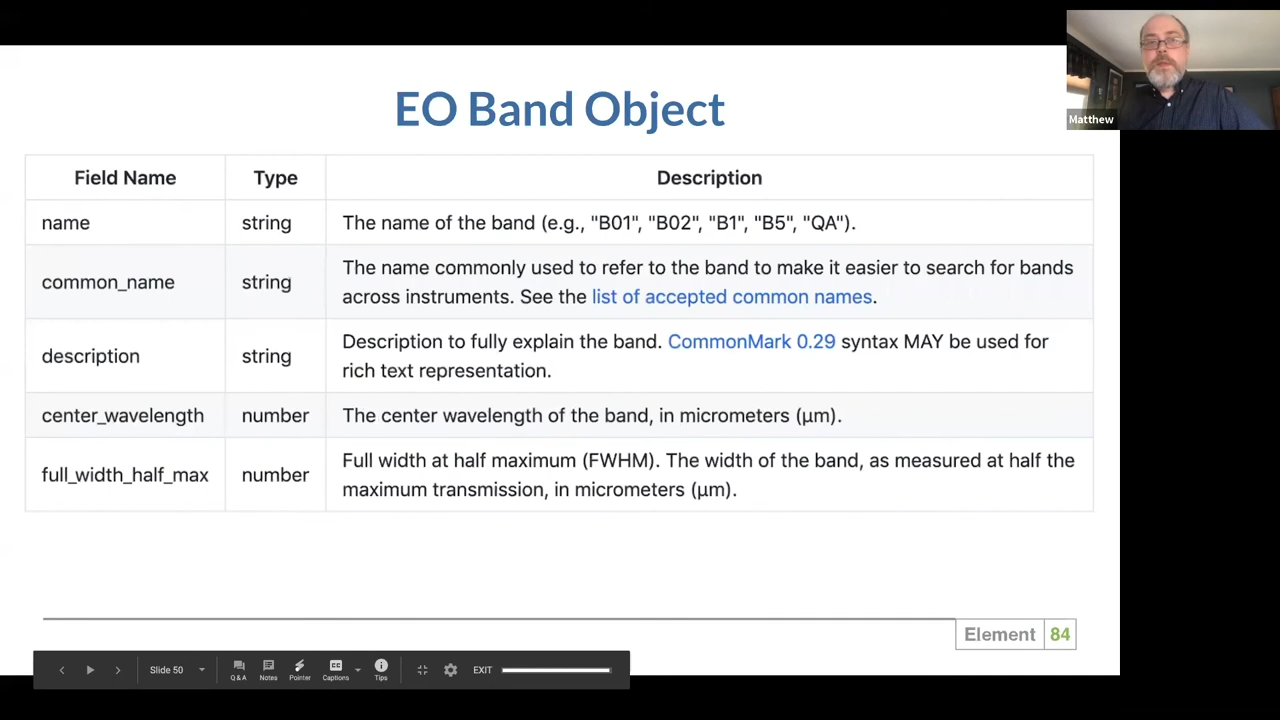 Matthew
EO Band Object
Field Name Type Description
name string The name of the band (e.g., "B01", "B02", "B1", "B5", "QA").
common_name string The name commonly used to refer to the band to make it easier to search for bands
across instruments. See the list of accepted common names.
description string Description to fully explain the band. CommonMark 0.29 syntax MAY be used for
rich text representation.
center_wavelength number The center wavelength of the band, in micrometers (μm).
full_width_half_max number Full width at half maximum (FWHM). The width of the band, as measured at half the
maximum transmission, in micrometers (μm).
Element 84
Slide 50 Q&A Notes Pointer Captions Tips EXIT